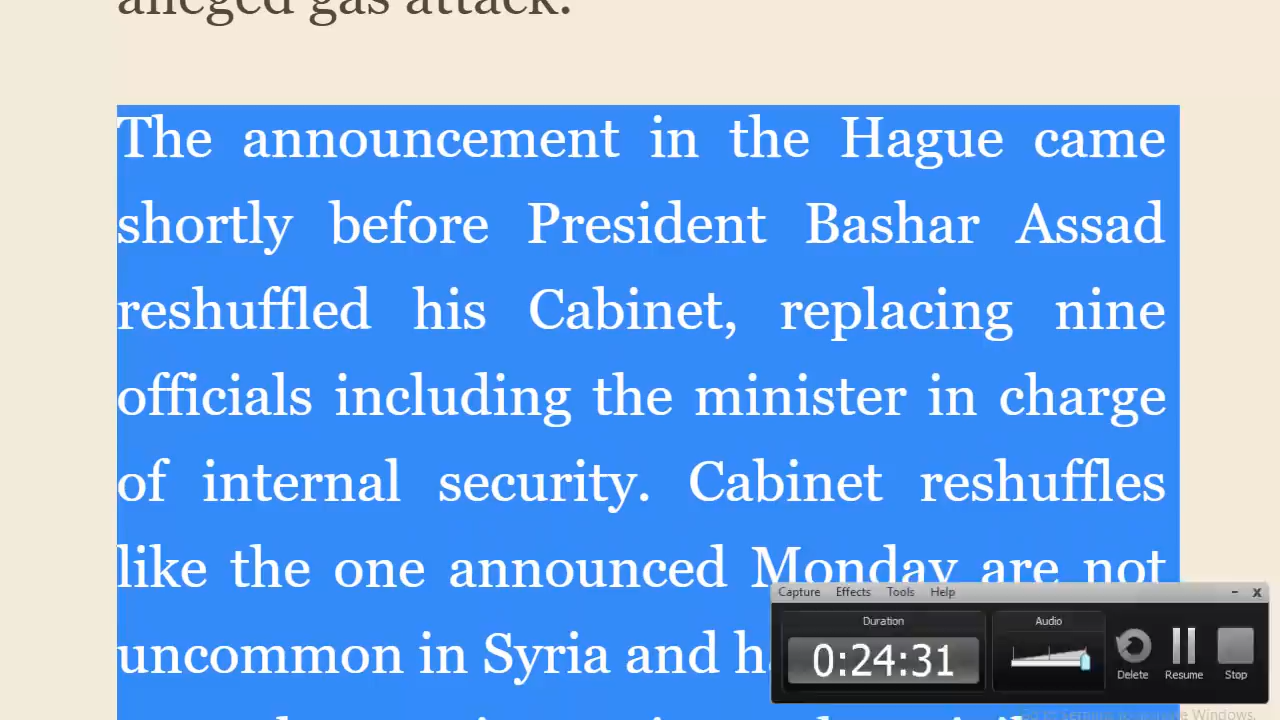 alleged gas attack.
The announcement in the Hague came
shortly before President Bashar Assad
reshuffled his Cabinet, replacing nine
officials including the minister in charge
of internal security. Cabinet reshuffles
like the one announced Monday are not
uncommon in Syria and
Capture Effects Tools Help
Duration
Audio
0:24:31
Delete Resume Stop
Windows.